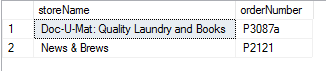 storeName orderNumber
1 Doc-U-Mat: Quality Laundry and Books P3087a
2 News & Brews P2121